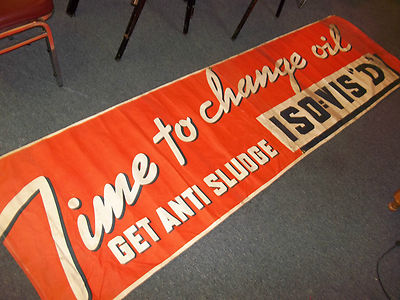 Time to change oil
GET ANTI SLUDGE ISO=VIS "D"